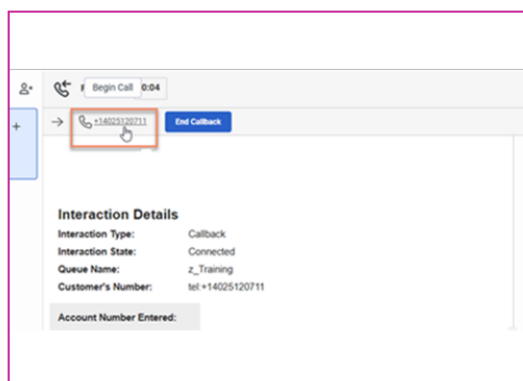 Begin Call 0:04
+14025120711
End Callback
Interaction Details
Interaction Type: Callback
Interaction State: Connected
Queue Name: z_Training
Customer's Number: tel:+14025120711
Account Number Entered: